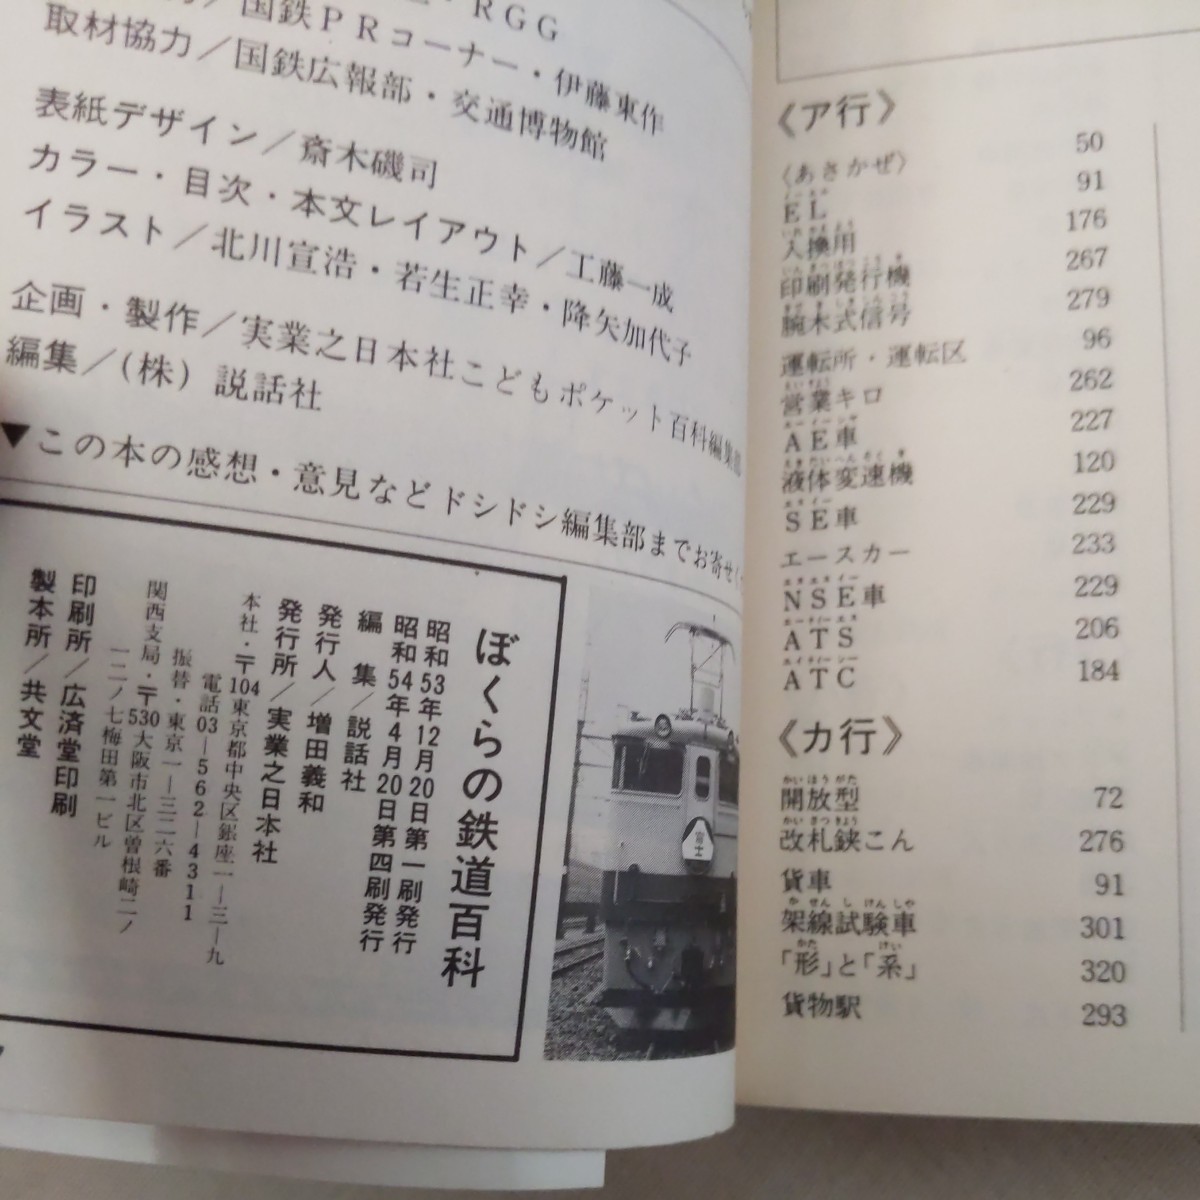 ・RGG
国鉄PRコーナー・伊藤東作
取材協力／国鉄広報部・交通博物館
表紙デザイン／斎木磯司
カラー・目次・本文レイアウト／工藤一成
イラスト／北川宣浩・若生正幸・降矢加代子
企画・製作／実業之日本社こどもポケット百科編集部
編集／(株)説話社
▼この本の感想・意見などドシドシ編集部までお寄せく
ぼくらの鉄道百科
昭和53年12月20日第一刷発行
昭和54年4月20日第四刷発行
編 集／説話社
発行人／増田義和
発行所／実業之日本社
本社・〒104東京都中央区銀座一ー三ー九
電話03ー562ー4311
振替・東京一ー三二六番
関西支局・〒530大阪市北区曽根崎二ノ
一二ノ七梅田第一ビル
印刷所／広済堂印刷
製本所／共文堂
富士
《ア行》
〈あさかぜ〉 50
EL 91
入換用 176
印刷発行機 267
腕木式信号 279
運転所・運転区 96
営業キロ 262
AE車 227
液体変速機 120
SE車 229
エースカー 233
NSE車 229
ATS 206
ATC 184
《カ行》
開放型 72
改札鋏こん 276
貨車 91
架線試験車 301
「形」と「系」 320
貨物駅 293